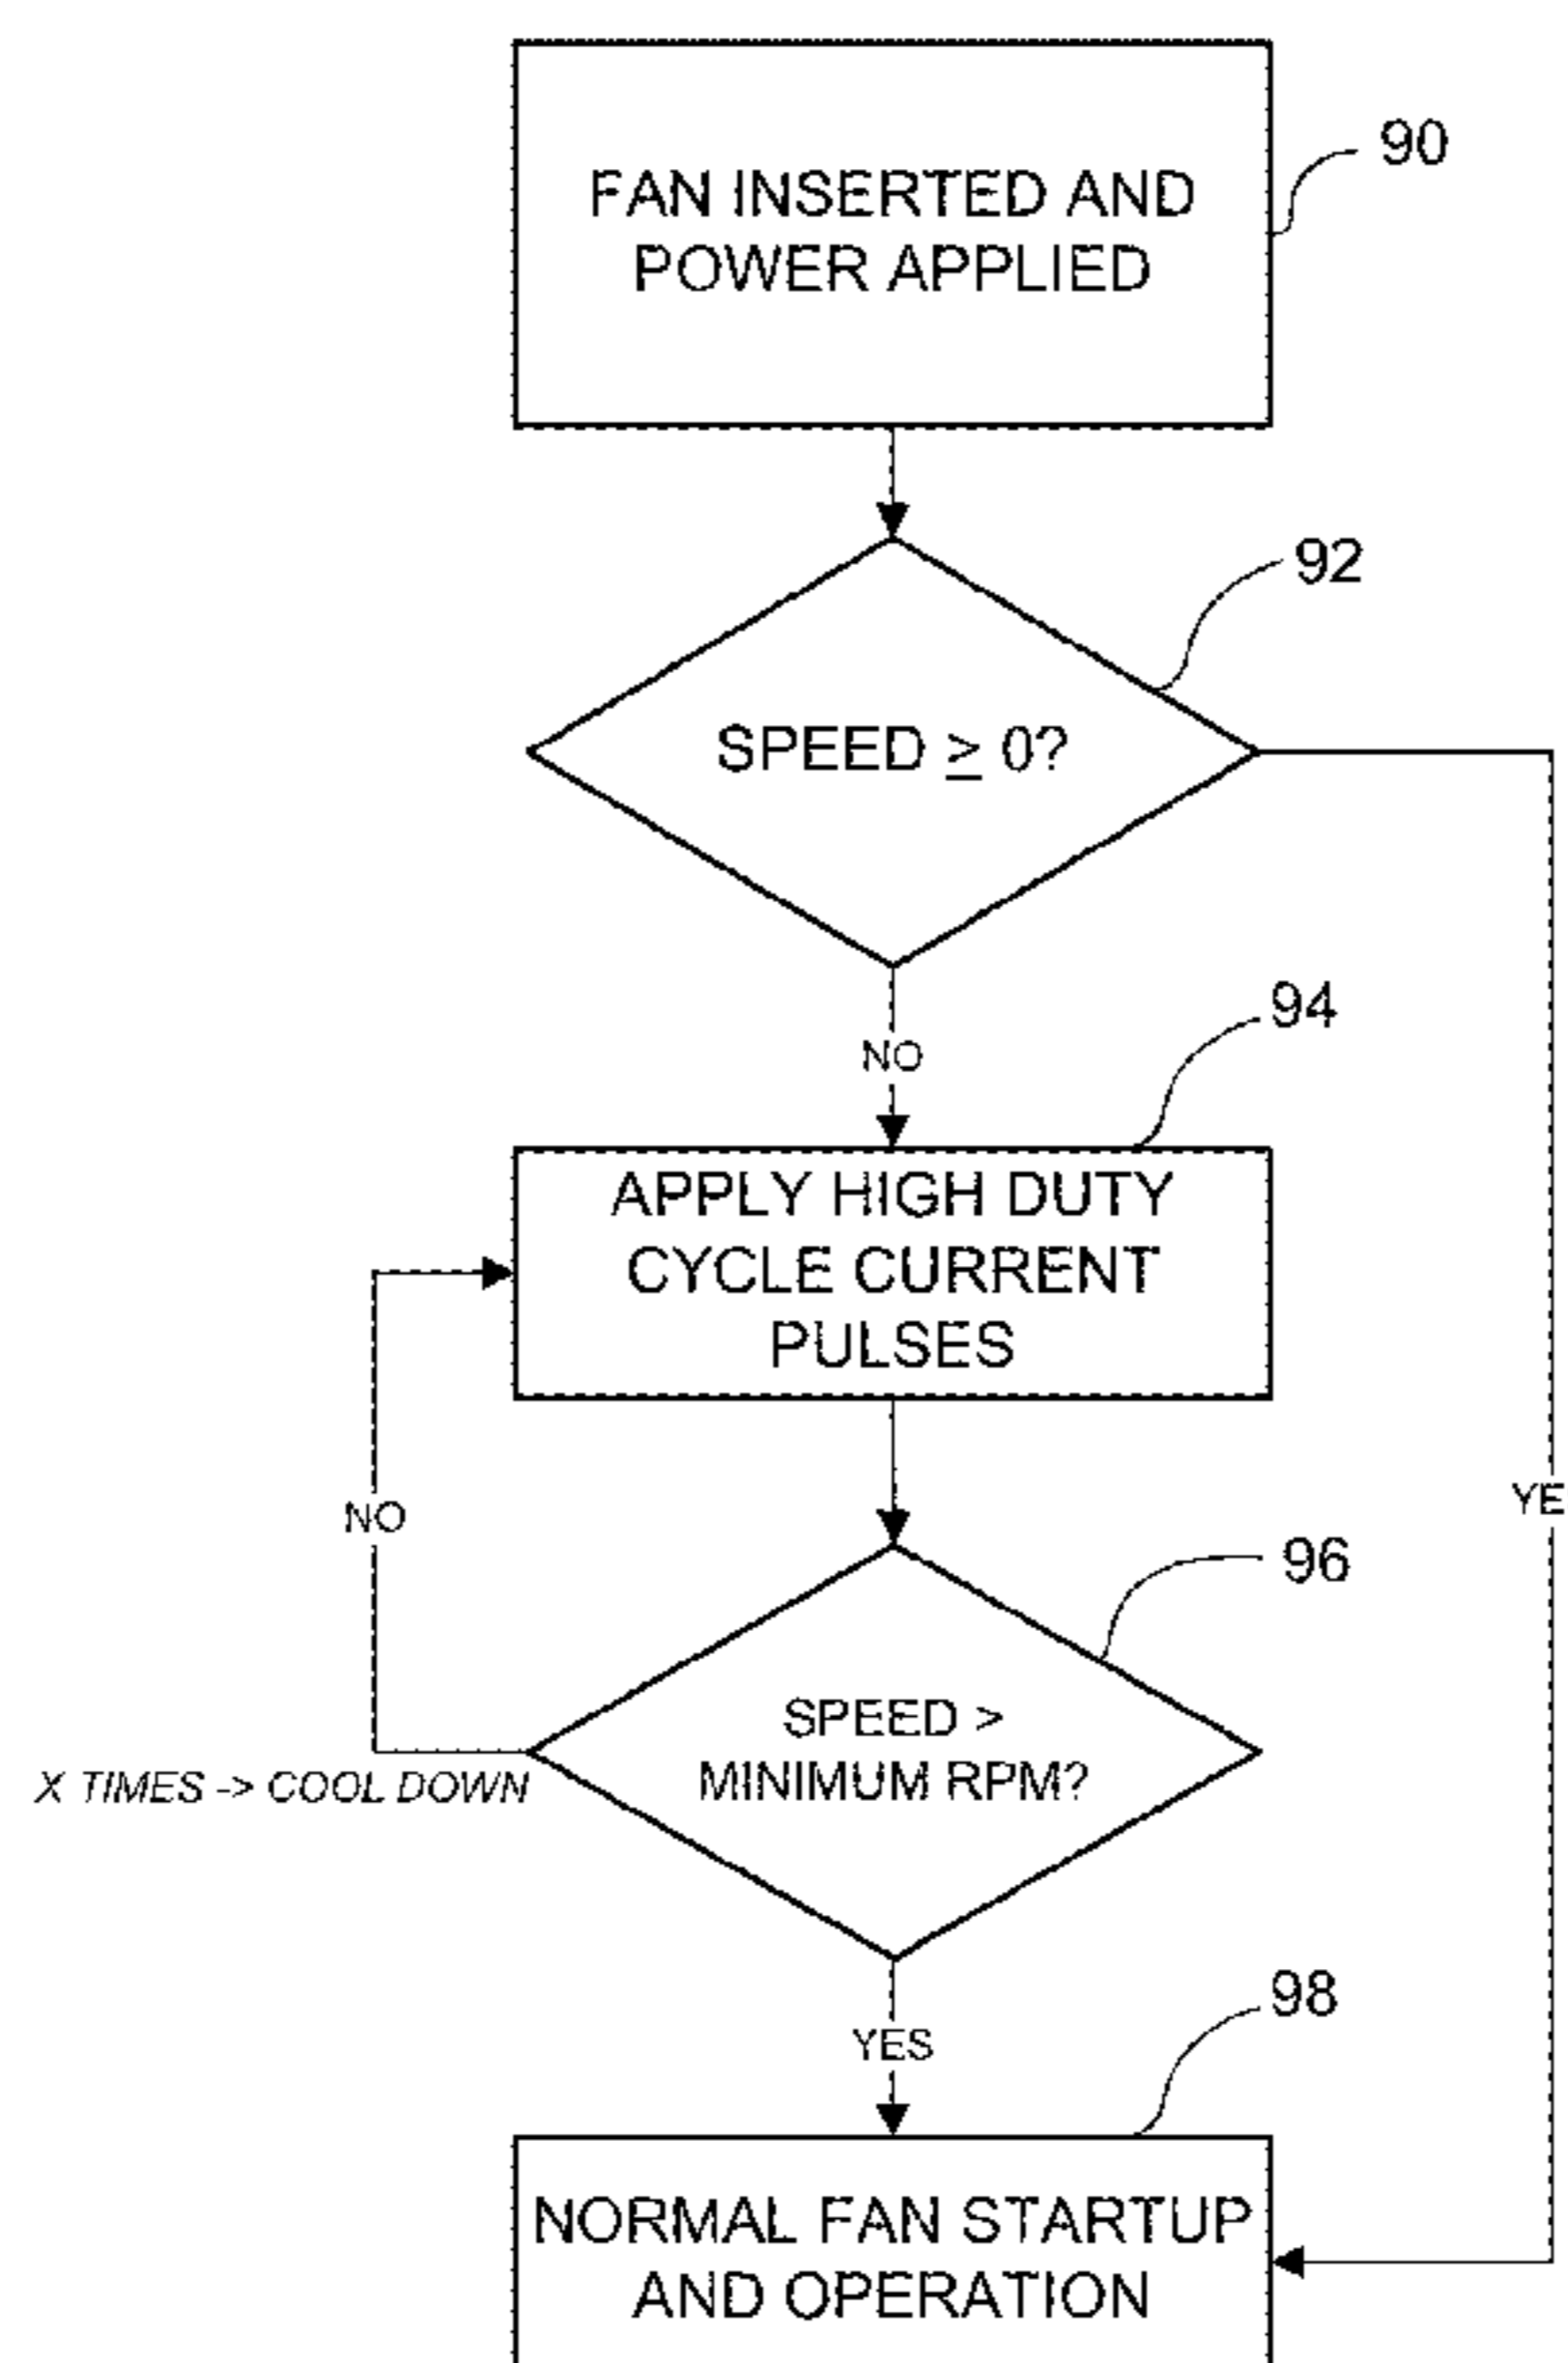 FAN INSERTED AND
POWER APPLIED
90
92
SPEED ≥ 0?
NO
94
APPLY HIGH DUTY
CYCLE CURRENT
PULSES
NO
YE
96
SPEED >
MINIMUM RPM?
X TIMES -> COOL DOWN
YES
98
NORMAL FAN STARTUP
AND OPERATION